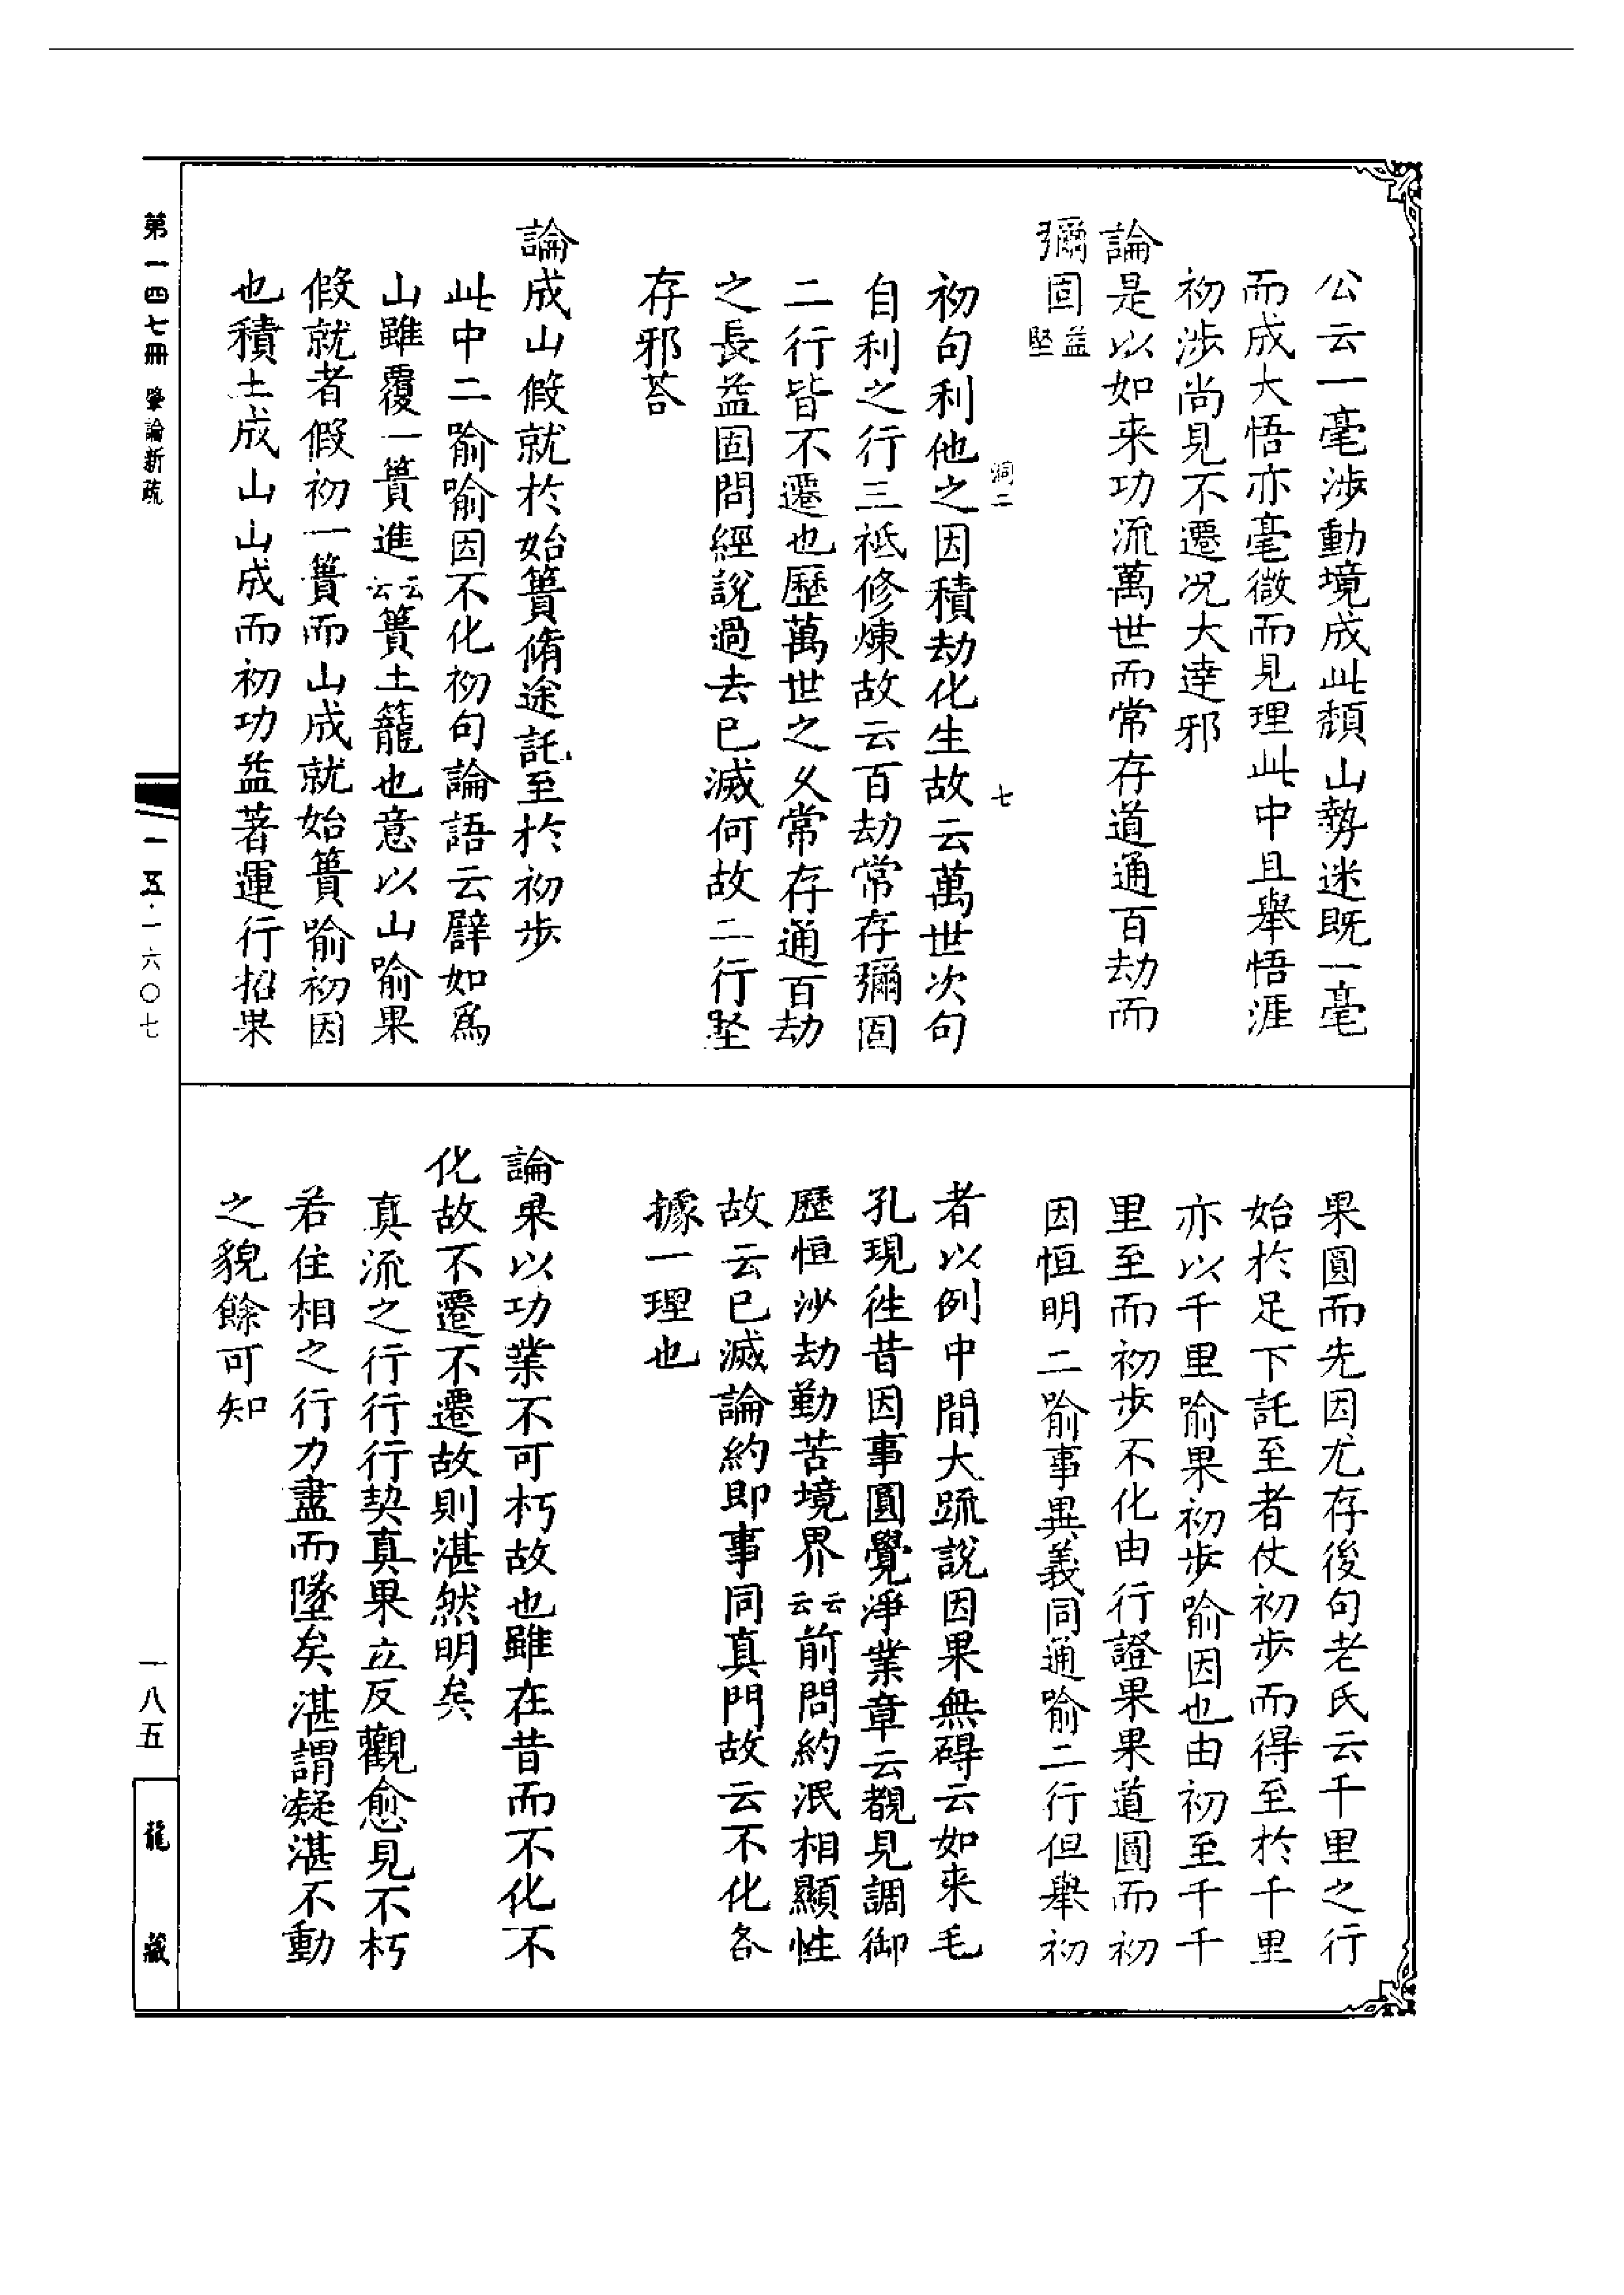 公云一毫涉動境成此頹山勢迷既一毫
而成大悟亦毫微而見理此中且舉悟涯
初涉尚見不遷况大達邪
論是以如來功流萬世而常存道通百劫而
彌固益堅
洞二
七
初句利他之因積劫化生故云萬世次句
自利之行三祇修煉故云百劫常存彌固
二行皆不遷也歷萬世之久常存通百劫
之長益固問經說過去已滅何故二行堅
存邪荅
論成山假就於始簣脩途託至於初步
此中二喻喻因不化初句論語云辟如爲
山雖覆一簣進云云簣土籠也意以山喻果
假就者假初一簣而山成就始簣喻初因
也積土成山山成而初功益著運行招果
果圓而先因尤存後句老氏云千里之行
始於足下託至者仗初步而得至於千里
亦以千里喻果初步喻因也由初至千千
里至而初步不化由行證果果道圓而初
因恒明二喻事異義同通喻二行但舉初
者以例中間大䟽說因果無礙云如來毛
孔現徃昔因事圓覺淨業章云覩見調御
歷恒沙劫勤苦境界云云前問約泯相顯性
故云已滅論約即事同真門故云不化各
據一理也
論果以功業不可朽故也雖在昔而不化不
化故不遷不遷故則湛然明矣
真流之行行行契真果立反觀愈見不朽
若住相之行力盡而墜矣湛謂凝湛不動
之貌餘可知
第一四七冊 肇論新疏
一五·一六〇七
一八五
龍藏